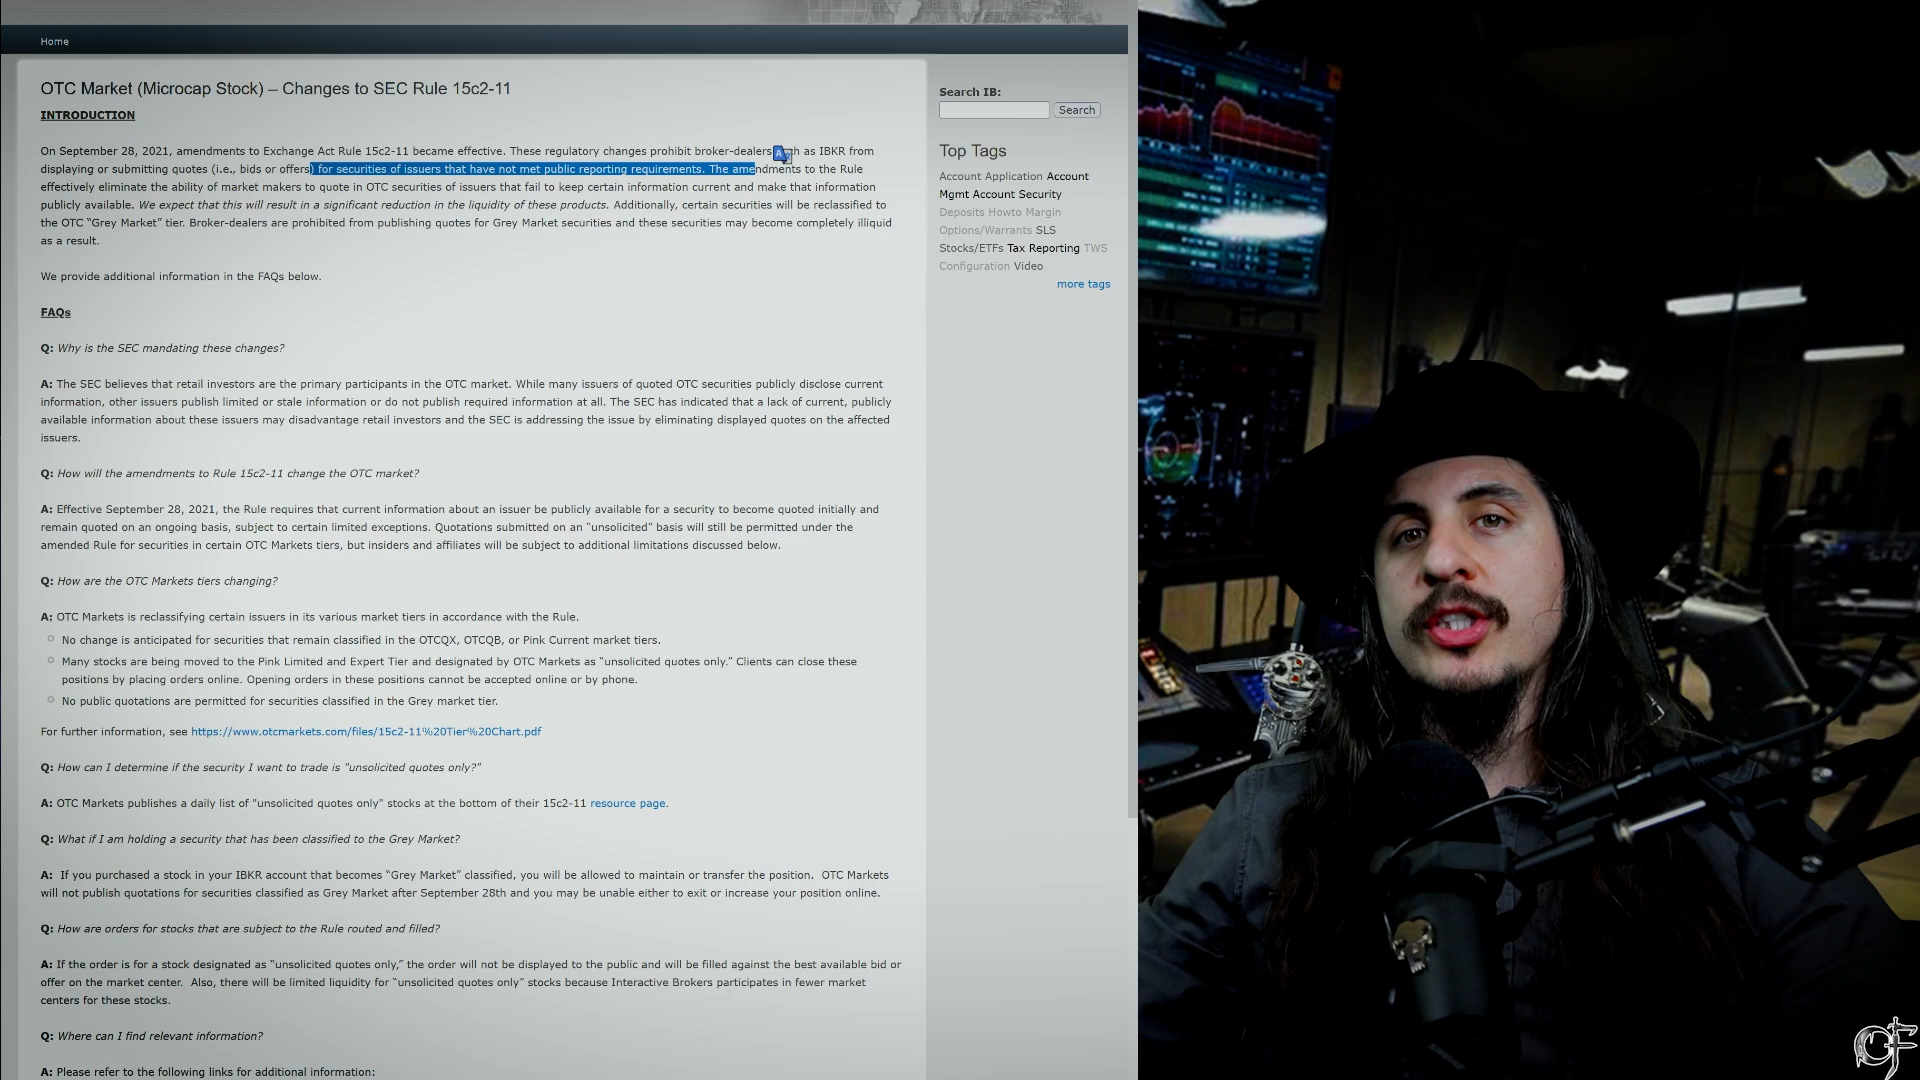 Home
OTC Market (Microcap Stock) – Changes to SEC Rule 15c2-11
INTRODUCTION
On September 28, 2021, amendments to Exchange Act Rule 15c2-11 became effective. These regulatory changes prohibit broker-dealers such as IBKR from
displaying or submitting quotes (i.e., bids or offers) for securities of issuers that have not met public reporting requirements. The amendments to the Rule
effectively eliminate the ability of market makers to quote in OTC securities of issuers that fail to keep certain information current and make that information
publicly available. We expect that this will result in a significant reduction in the liquidity of these products. Additionally, certain securities will be reclassified to
the OTC “Grey Market” tier. Broker-dealers are prohibited from publishing quotes for Grey Market securities and these securities may become completely illiquid
as a result.
We provide additional information in the FAQs below.
FAQs
Q: Why is the SEC mandating these changes?
A: The SEC believes that retail investors are the primary participants in the OTC market. While many issuers of quoted OTC securities publicly disclose current
information, other issuers publish limited or stale information or do not publish required information at all. The SEC has indicated that a lack of current, publicly
available information about these issuers may disadvantage retail investors and the SEC is addressing the issue by eliminating displayed quotes on the affected
issuers.
Q: How will the amendments to Rule 15c2-11 change the OTC market?
A: Effective September 28, 2021, the Rule requires that current information about an issuer be publicly available for a security to become quoted initially and
remain quoted on an ongoing basis, subject to certain limited exceptions. Quotations submitted on an “unsolicited” basis will still be permitted under the
amended Rule for securities in certain OTC Markets tiers, but insiders and affiliates will be subject to additional limitations discussed below.
Q: How are the OTC Markets tiers changing?
A: OTC Markets is reclassifying certain issuers in its various market tiers in accordance with the Rule.
No change is anticipated for securities that remain classified in the OTCQX, OTCQB, or Pink Current market tiers.
Many stocks are being moved to the Pink Limited and Expert Tier and designated by OTC Markets as “unsolicited quotes only.” Clients can close these
positions by placing orders online. Opening orders in these positions cannot be accepted online or by phone.
No public quotations are permitted for securities classified in the Grey market tier.
For further information, see https://www.otcmarkets.com/files/15c2-11%20Tier%20Chart.pdf
Q: How can I determine if the security I want to trade is "unsolicited quotes only?"
A: OTC Markets publishes a daily list of "unsolicited quotes only" stocks at the bottom of their 15c2-11 resource page.
Q: What if I am holding a security that has been classified to the Grey Market?
A:  If you purchased a stock in your IBKR account that becomes “Grey Market” classified, you will be allowed to maintain or transfer the position.  OTC Markets
will not publish quotations for securities classified as Grey Market after September 28th and you may be unable either to exit or increase your position online.
Q: How are orders for stocks that are subject to the Rule routed and filled?
A: If the order is for a stock designated as “unsolicited quotes only,” the order will not be displayed to the public and will be filled against the best available bid or
offer on the market center.  Also, there will be limited liquidity for “unsolicited quotes only” stocks because Interactive Brokers participates in fewer market
centers for these stocks.
Q: Where can I find relevant information?
A: Please refer to the following links for additional information:
Search IB:
Search
Top Tags
Account Application Account
Mgmt Account Security
Deposits Howto Margin
Options/Warrants SLS
Stocks/ETFs Tax Reporting TWS
Configuration Video
more tags